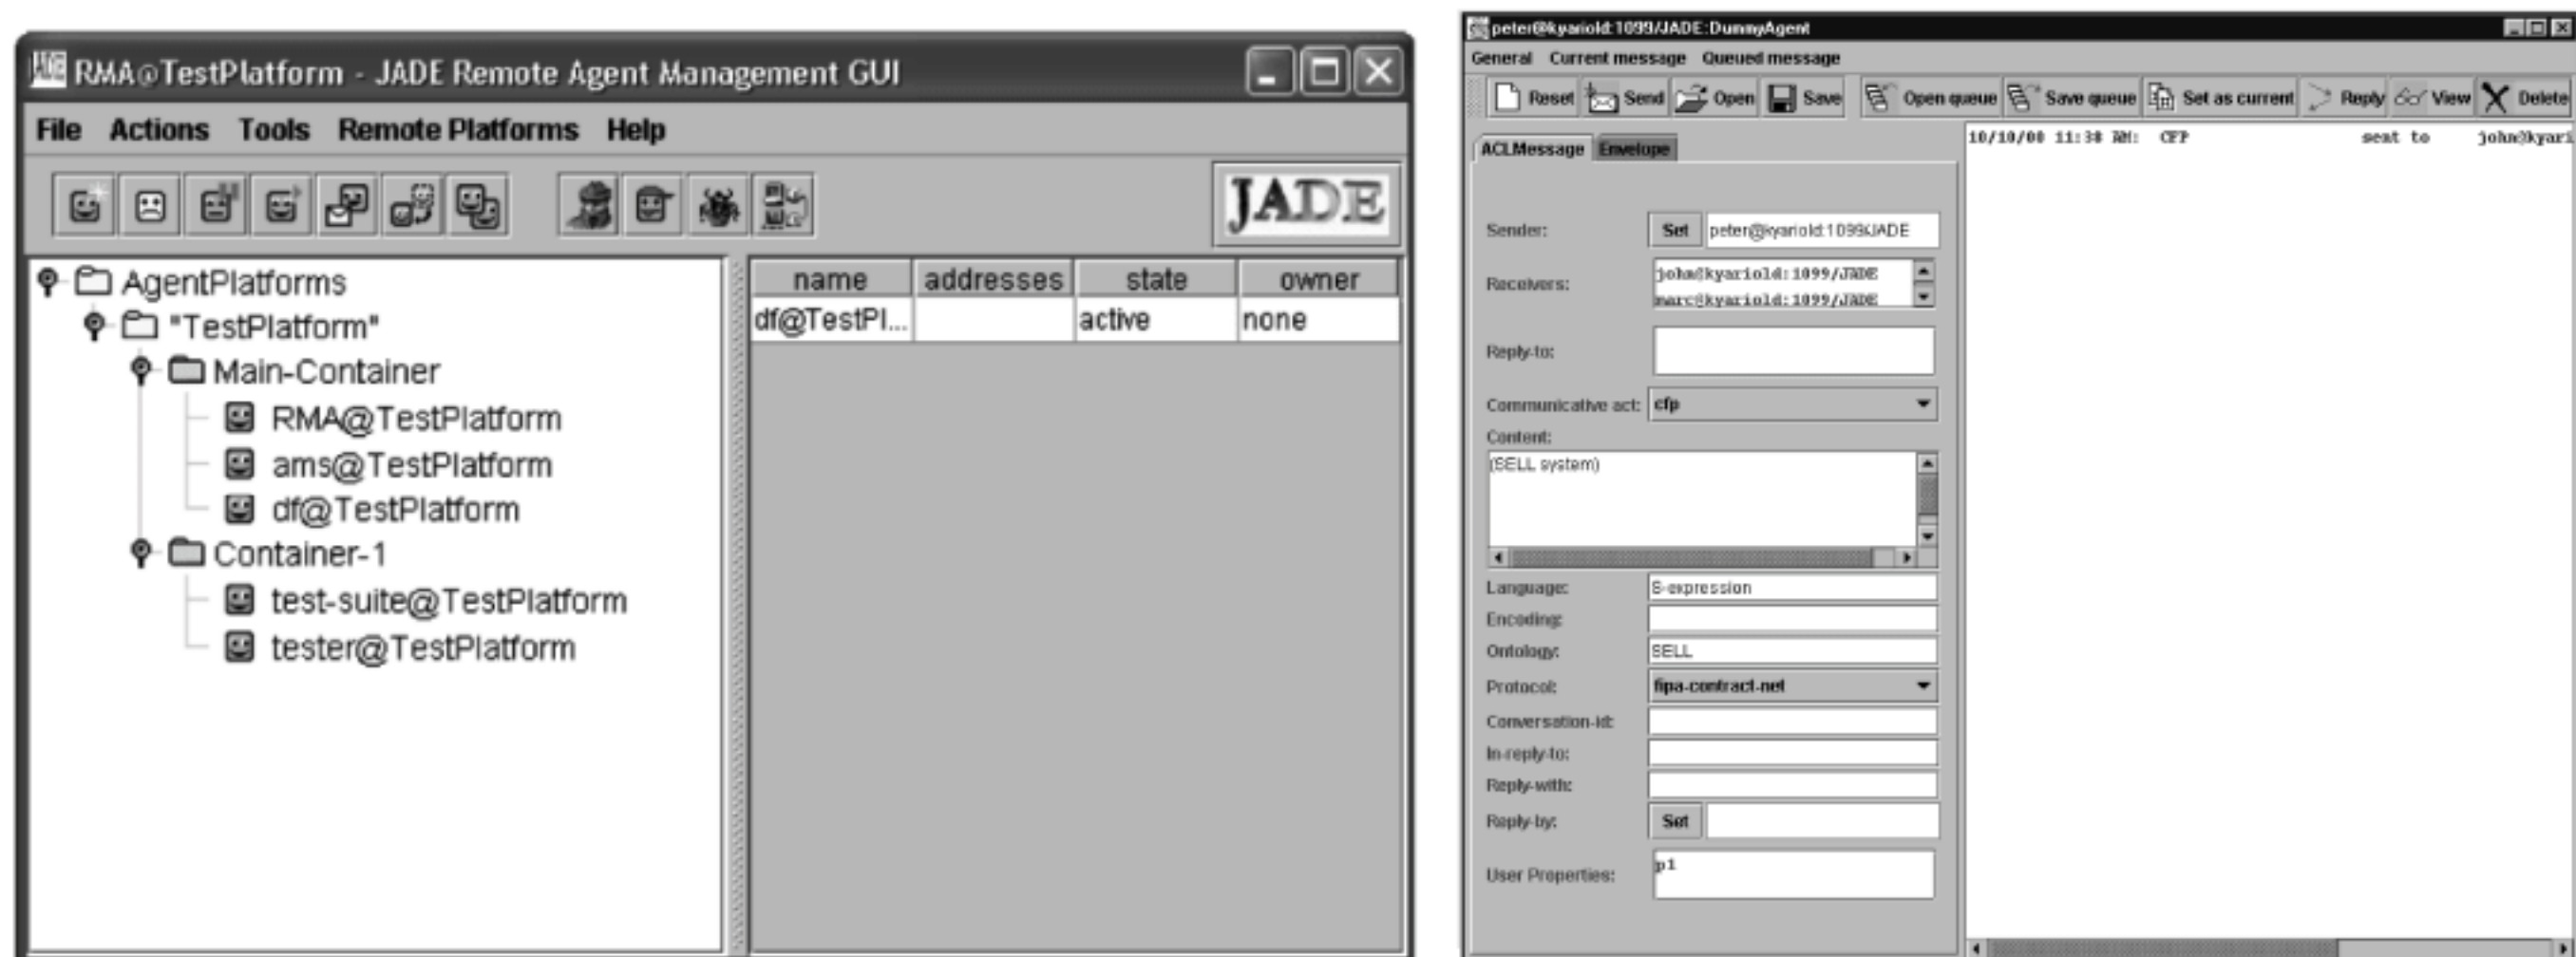 RMA@TestPlatform - JADE Remote Agent Management GUI
File Actions Tools Remote Platforms Help
JADE
AgentPlatforms
"TestPlatform"
Main-Container
RMA@TestPlatform
ams@TestPlatform
df@TestPlatform
Container-1
test-suite@TestPlatform
tester@TestPlatform
name addresses state owner
df@TestPl... active none
peter@kyariold:1099/JADE:DummyAgent
General Current message Queued message
Reset Send Open Save Open queue Save queue Set as current Reply View Delete
ACLMessage Envelope
Sender: Set peter@kyariold:1099/JADE
Receivers: john@kyariold:1099/JADE
marc@kyariold:1099/JADE
Reply-to:
Communicative act: cfp
Content:
(SELL system)
Language: S-expression
Encoding:
Ontology: SELL
Protocol: fipa-contract-net
Conversation-id:
In-reply-to:
Reply-with:
Reply-by: Set
User Properties: p1
10/10/00 11:38 AM: CFP sent to john@kyari